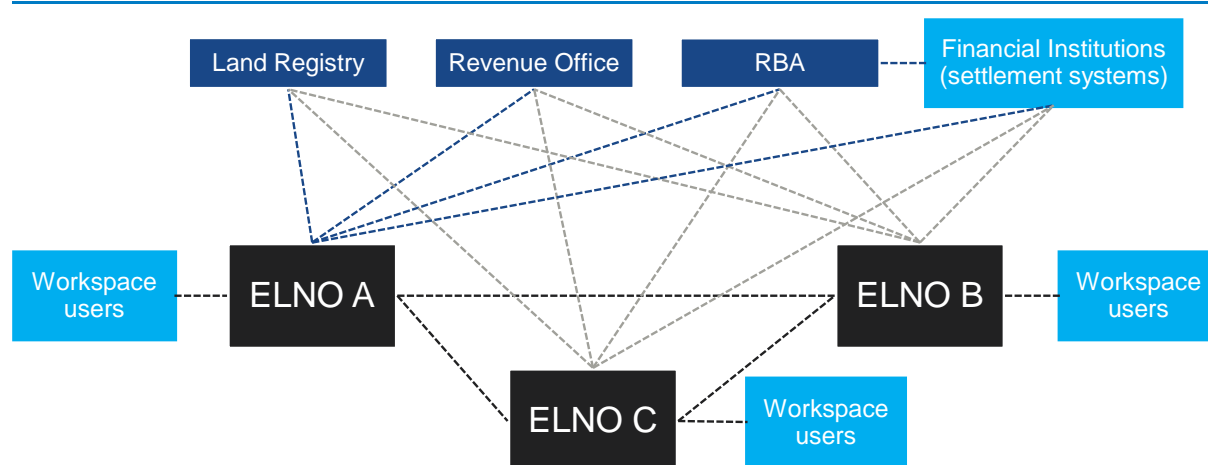 Land Registry
Revenue Office
RBA
Financial Institutions
(settlement systems)
Workspace
users
ELNO A
ELNO B
Workspace
users
ELNO C
Workspace
users